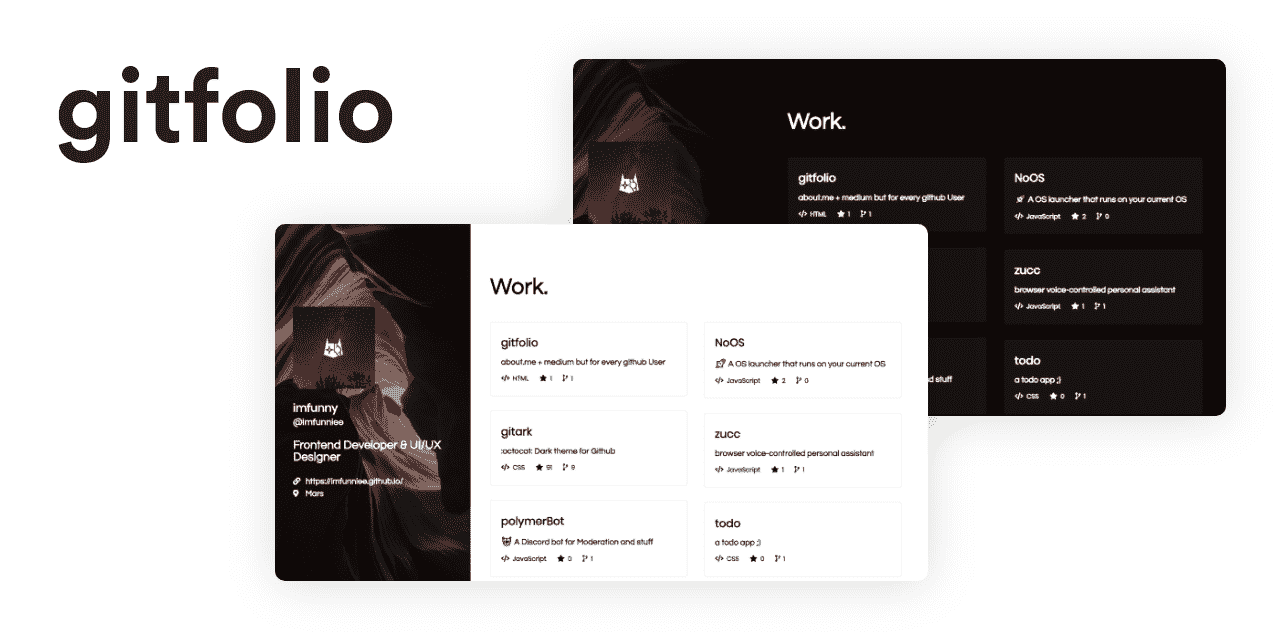 gitfolio
Work.
gitfolio
about.me + medium but for every github User
HTML 1 1
NoOS
A OS launcher that runs on your current OS
JavaScript 2 0
zucc
browser voice-controlled personal assistant
JavaScript 1 1
d stuff
todo
a todo app ;)
CSS 0 1
imfunny
@imfunniee
Frontend Developer & UI/UX
Designer
https://imfunniee.github.io/
Mars
Work.
gitfolio
about.me + medium but for every github User
HTML 1 1
NoOS
A OS launcher that runs on your current OS
JavaScript 2 0
gitark
:octocat: Dark theme for Github
CSS 91 9
zucc
browser voice-controlled personal assistant
JavaScript 1 1
polymerBot
A Discord bot for Moderation and stuff
JavaScript 0 1
todo
a todo app ;)
CSS 0 1